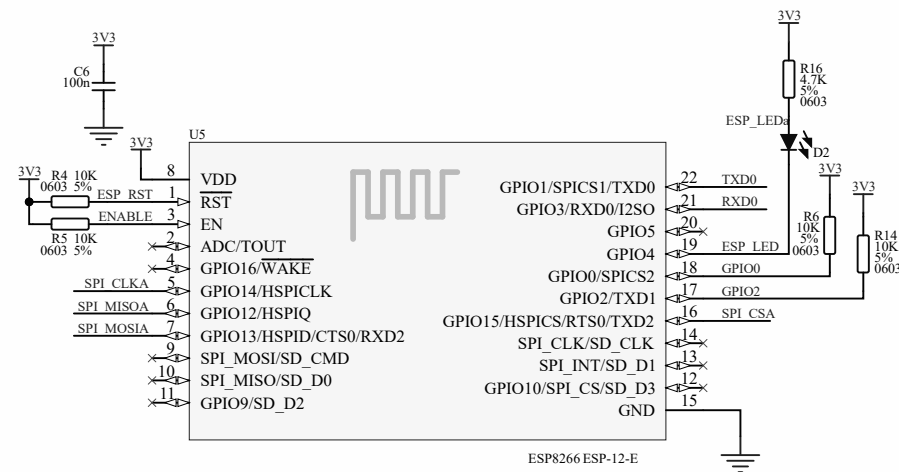 3V3
C6
100n
3V3
R16
4.7K
5%
0603
ESP_LEDa
D2
U5
3V3
8
VDD
3V3
R4 10K
0603 5%
ESP_RST
1
RST
ENABLE
3
EN
R5 10K
0603 5%
2
ADC/TOUT
4
GPIO16/WAKE
SPI_CLKA
5
GPIO14/HSPICLK
SPI_MISOA
6
GPIO12/HSPIQ
SPI_MOSIA
7
GPIO13/HSPID/CTS0/RXD2
9
SPI_MOSI/SD_CMD
10
SPI_MISO/SD_D0
11
GPIO9/SD_D2
GPIO1/SPICS1/TXD0
22
TXD0
GPIO3/RXD0/I2SO
21
RXD0
GPIO5
20
GPIO4
19
ESP_LED
GPIO0/SPICS2
18
GPIO0
GPIO2/TXD1
17
GPIO2
GPIO15/HSPICS/RTS0/TXD2
16
SPI_CSA
SPI_CLK/SD_CLK
14
SPI_INT/SD_D1
13
GPIO10/SPI_CS/SD_D3
12
GND
15
3V3
R6
10K
5%
0603
3V3
R14
10K
5%
0603
ESP8266 ESP-12-E